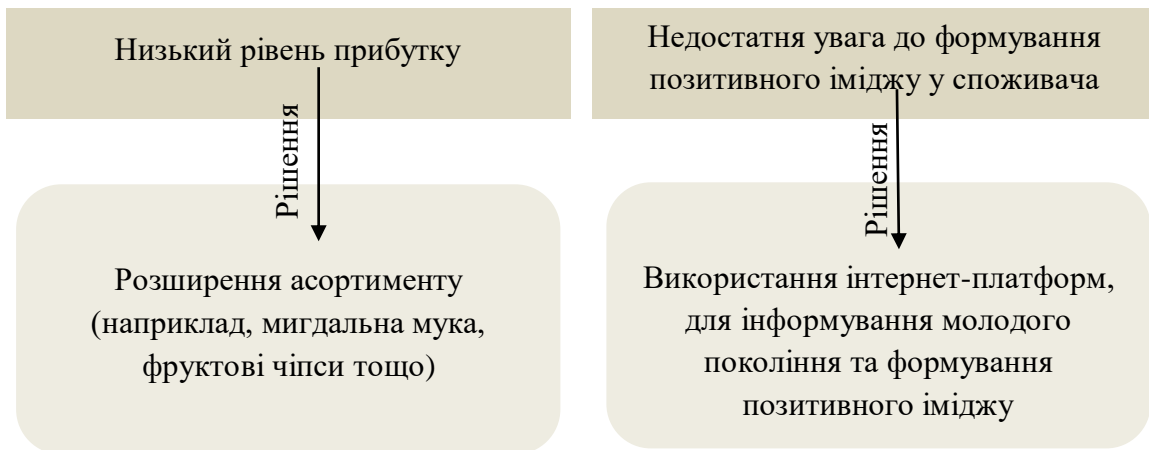 Низький рівень прибутку
Рішення
Розширення асортименту
(наприклад, мигдальна мука,
фруктові чіпси тощо)
Недостатня увага до формування
позитивного іміджу у споживача
Рішення
Використання інтернет-платформ,
для інформування молодого
покоління та формування
позитивного іміджу